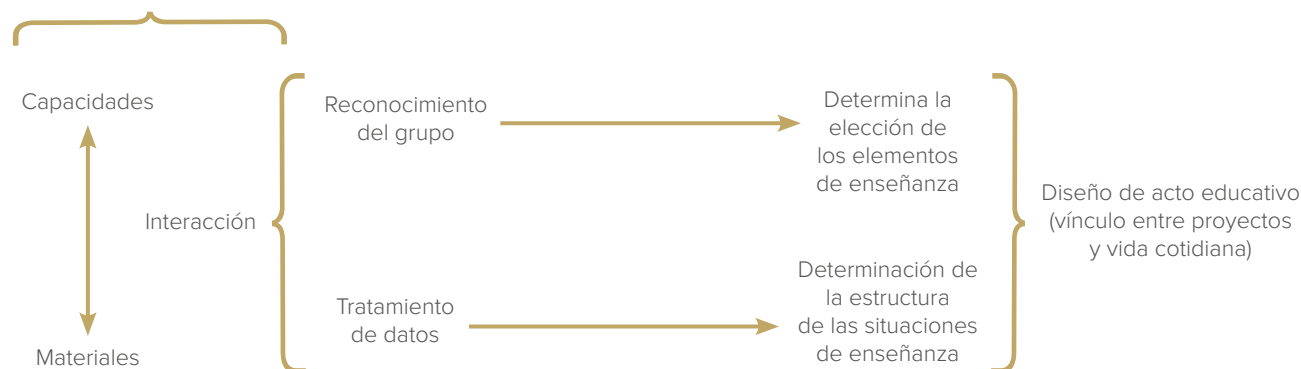 Capacidades
Materiales
Interacción
Reconocimiento
del grupo
Tratamiento
de datos
Determina la
elección de
los elementos
de enseñanza
Determinación de
la estructura
de las situaciones
de enseñanza
Diseño de acto educativo
(vínculo entre proyectos
y vida cotidiana)